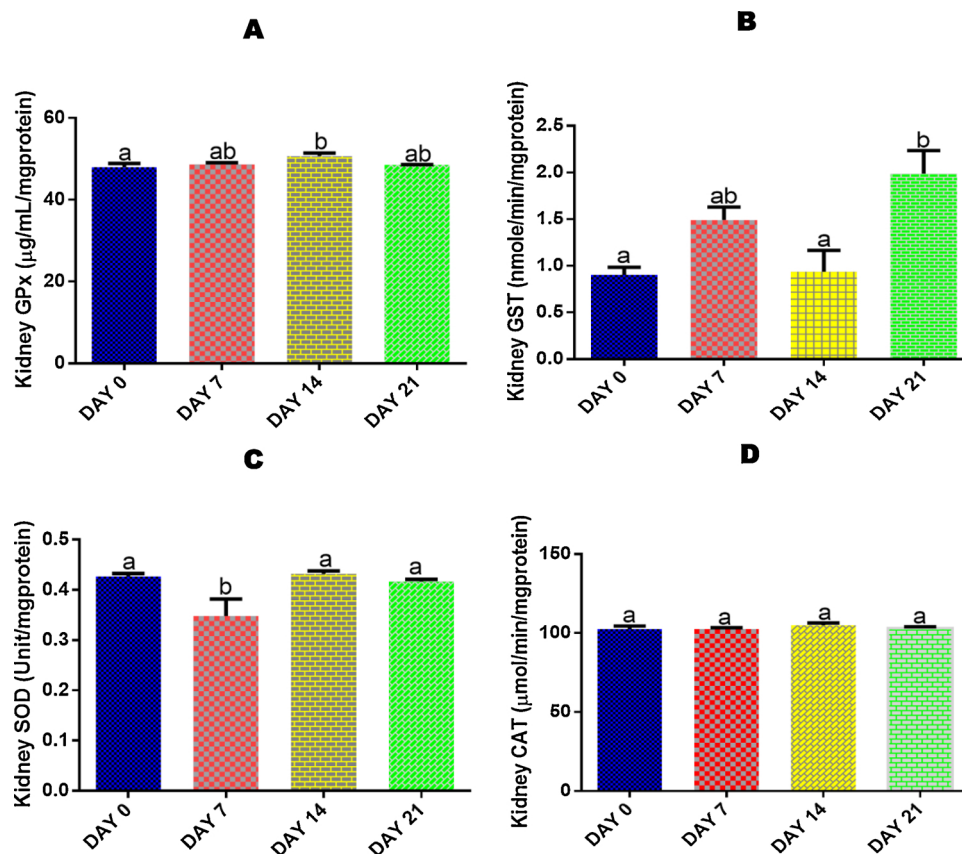 A
Kidney GPx (µg/mL/mgprotein)
60
40
20
0
a
ab
b
ab
DAY 0
DAY 7
DAY 14
DAY 21
B
Kidney GST (nmole/min/mgprotein)
2.5
2.0
1.5
1.0
0.5
0.0
a
ab
a
b
DAY 0
DAY 7
DAY 14
DAY 21
C
Kidney SOD (Unit/mgprotein)
0.5
0.4
0.3
0.2
0.1
0.0
a
b
a
a
DAY 0
DAY 7
DAY 14
DAY 21
D
Kidney CAT (µmol/min/mgprotein)
150
100
50
0
a
a
a
a
DAY 0
DAY 7
DAY 14
DAY 21